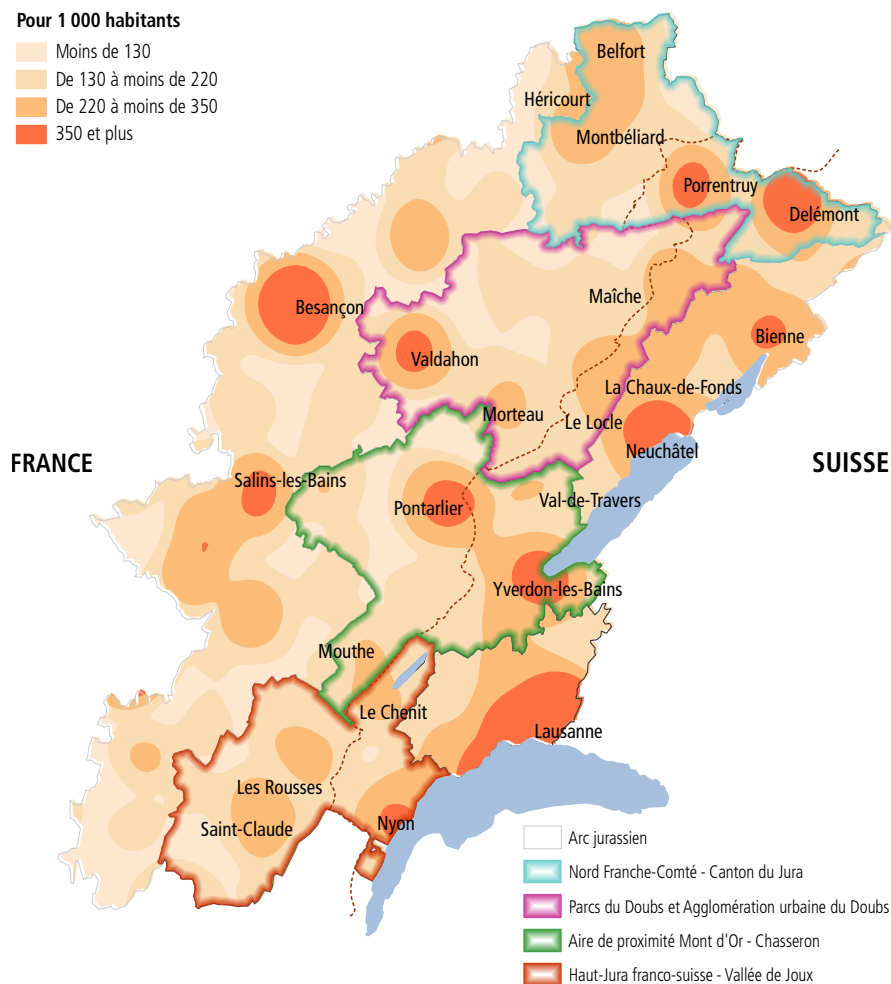 Pour 1 000 habitants
Moins de 130
De 130 à moins de 220
De 220 à moins de 350
350 et plus
Belfort
Héricourt
Montbéliard
Porrentruy
Delémont
Maîche
Besançon
Bienne
Valdahon
La Chaux-de-Fonds
Morteau
Le Locle
Neuchâtel
FRANCE
SUISSE
Salins-les-Bains
Val-de-Travers
Pontarlier
Yverdon-les-Bains
Mouthe
Le Chenit
Lausanne
Les Rousses
Saint-Claude
Nyon
Arc jurassien
Nord Franche-Comté - Canton du Jura
Parcs du Doubs et Agglomération urbaine du Doubs
Aire de proximité Mont d'Or - Chasseron
Haut-Jura franco-suisse - Vallée de Joux